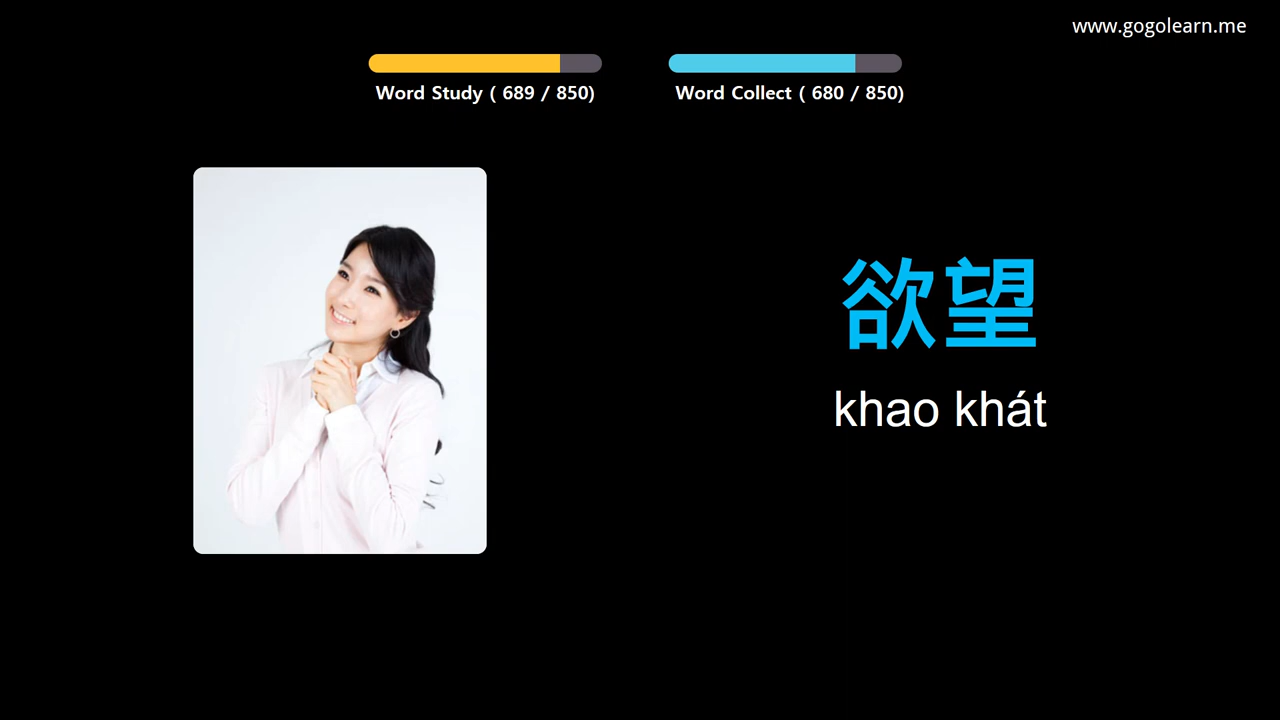 www.gogolearn.me
Word Study ( 689 / 850)
Word Collect ( 680 / 850)
欲望
khao khát